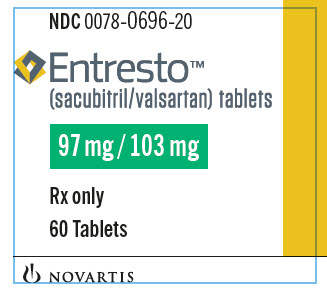 NDC 0078-0696-20
Entresto™
(sacubitril/valsartan) tablets
97 mg / 103 mg
Rx only
60 Tablets
NOVARTIS